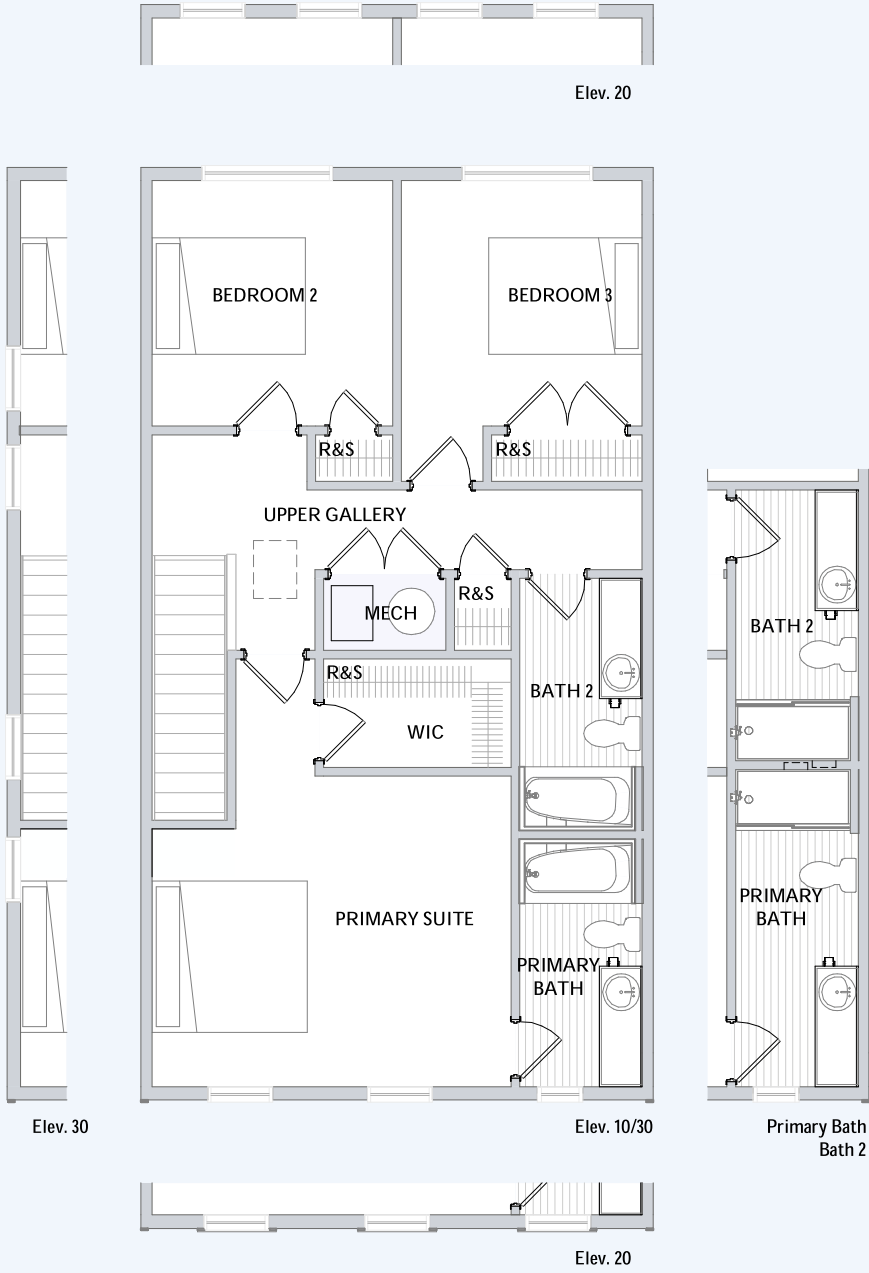 Elev. 20
BEDROOM 2
BEDROOM 3
R&S
R&S
UPPER GALLERY
MECH
R&S
R&S
BATH 2
WIC
BATH 2
PRIMARY SUITE
PRIMARY
BATH
PRIMARY
BATH
Elev. 30
Elev. 10/30
Primary Bath
Bath 2
Elev. 20